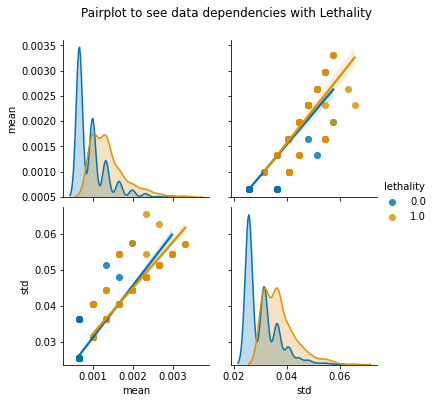 Pairplot to see data dependencies with Lethality
0.0035
0.0030
0.0025
0.0020
0.0015
0.0010
0.0005
mean
lethality
0.0
1.0
0.06
0.05
0.04
0.03
std
0.001 0.002 0.003
mean
0.02 0.04 0.06
std